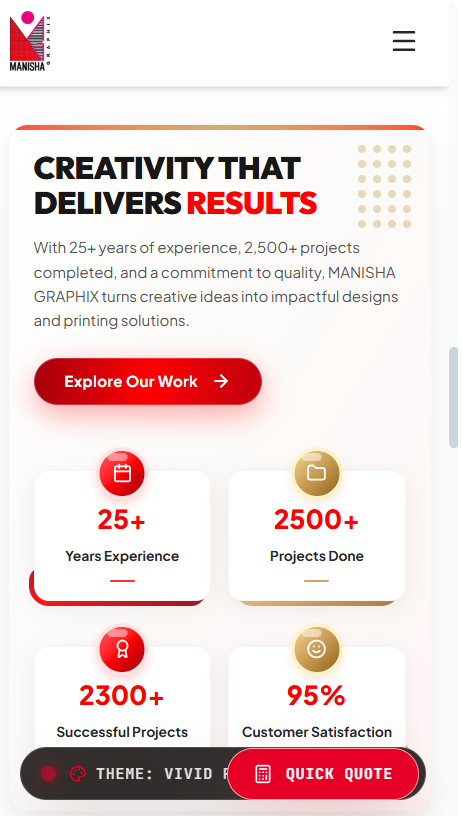 MANISHA
GRAPHIX
CREATIVITY THAT
DELIVERS RESULTS
With 25+ years of experience, 2,500+ projects
completed, and a commitment to quality, MANISHA
GRAPHIX turns creative ideas into impactful designs
and printing solutions.
Explore Our Work
25+
Years Experience
2500+
Projects Done
2300+
Successful Projects
95%
Customer Satisfaction
THEME: VIVID
QUICK QUOTE